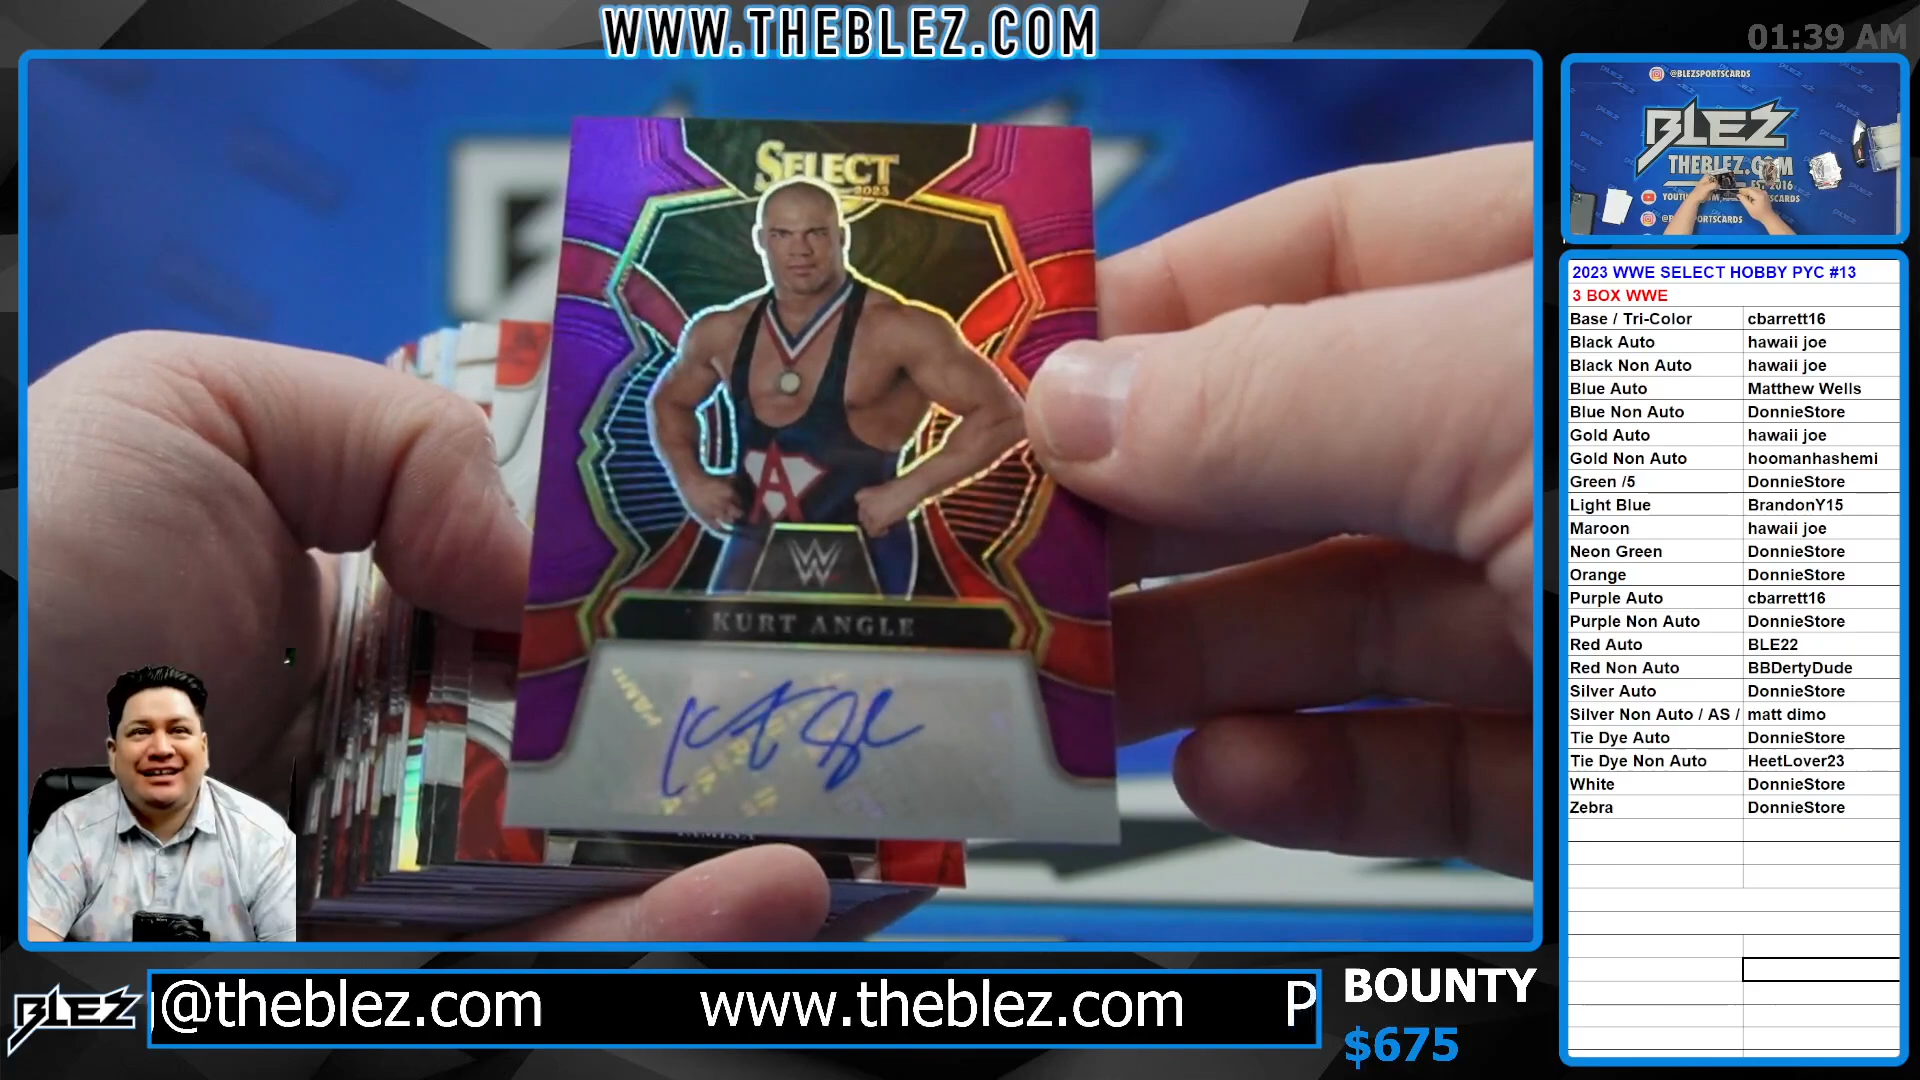 WWW.THEBLEZ.COM
01:39 AM
@BLEZSPORTSCARDS
BLEZ
THEBLEZ.COM
SELECT
2023
A
W
KURT ANGLE
2023 WWE SELECT HOBBY PYC #13
3 BOX WWE
Base / Tri-Color cbarrett16
Black Auto hawaii joe
Black Non Auto hawaii joe
Blue Auto Matthew Wells
Blue Non Auto DonnieStore
Gold Auto hawaii joe
Gold Non Auto hoomanhashemi
Green /5 DonnieStore
Light Blue BrandonY15
Maroon hawaii joe
Neon Green DonnieStore
Orange DonnieStore
Purple Auto cbarrett16
Purple Non Auto DonnieStore
Red Auto BLE22
Red Non Auto BBDertyDude
Silver Auto DonnieStore
Silver Non Auto / AS / matt dimo
Tie Dye Auto DonnieStore
Tie Dye Non Auto HeetLover23
White DonnieStore
Zebra DonnieStore
BLEZ
@theblez.com www.theblez.com P
BOUNTY
$675